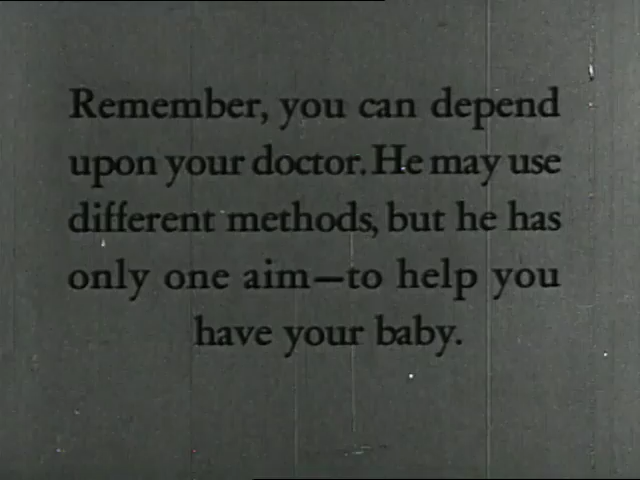 Remember, you can depend
upon your doctor. He may use
different methods, but he has
only one aim—to help you
have your baby.